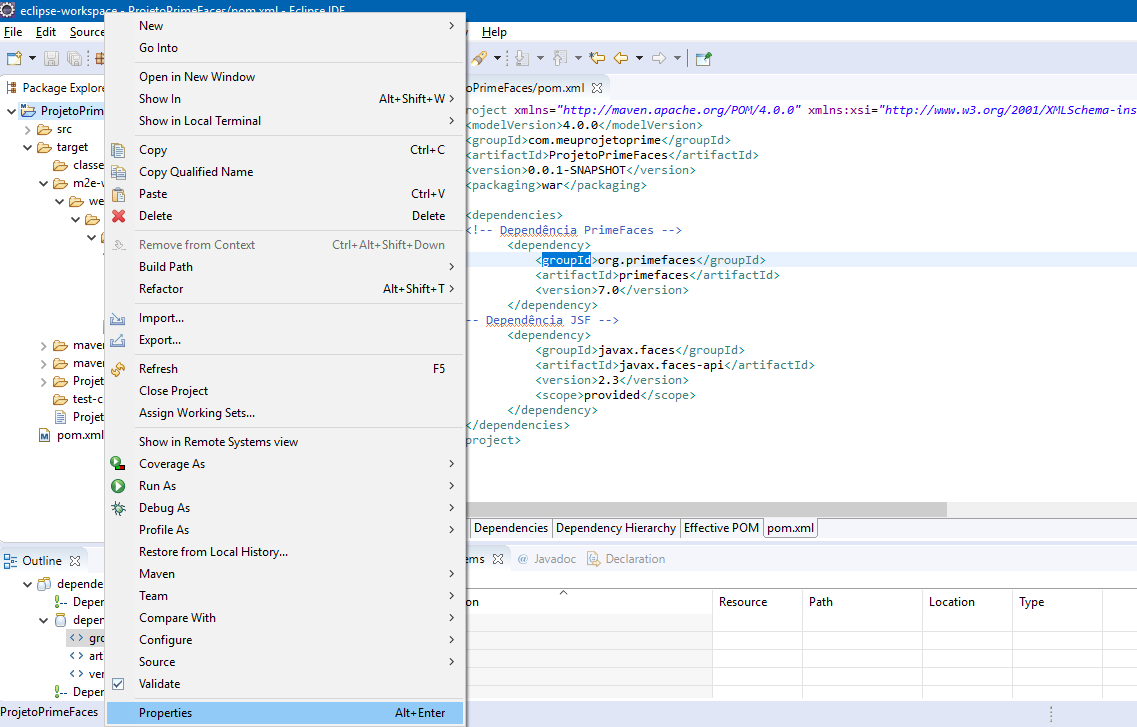 eclipse-workspace - ProjetoPrimeFaces/pom.xml - Eclipse IDE
File Edit Source Help
Package Explore
oPrimeFaces/pom.xml
ProjetoPrim
src
target
classe
m2e-w
we
maven
maven
Projet
test-c
Projet
pom.xml
New
Go Into
Open in New Window
Show In Alt+Shift+W
Show in Local Terminal
Copy Ctrl+C
Copy Qualified Name
Paste Ctrl+V
Delete Delete
Remove from Context Ctrl+Alt+Shift+Down
Build Path
Refactor Alt+Shift+T
Import...
Export...
Refresh F5
Close Project
Assign Working Sets...
Show in Remote Systems view
Coverage As
Run As
Debug As
Profile As
Restore from Local History...
Maven
Team
Compare With
Configure
Source
Validate
Properties Alt+Enter
roject xmlns="http://maven.apache.org/POM/4.0.0" xmlns:xsi="http://www.w3.org/2001/XMLSchema-ins
<modelVersion>4.0.0</modelVersion>
<groupId>com.meuprojetoprime</groupId>
<artifactId>ProjetoPrimeFaces</artifactId>
<version>0.0.1-SNAPSHOT</version>
<packaging>war</packaging>
<dependencies>
<!-- Dependência PrimeFaces -->
<dependency>
<groupId>org.primefaces</groupId>
<artifactId>primefaces</artifactId>
<version>7.0</version>
</dependency>
-- Dependência JSF -->
<dependency>
<groupId>javax.faces</groupId>
<artifactId>javax.faces-api</artifactId>
<version>2.3</version>
<scope>provided</scope>
</dependency>
</dependencies>
project>
Dependencies Dependency Hierarchy Effective POM pom.xml
Outline
depende
Deper
depen
gro
art
ver
Deper
ems @ Javadoc Declaration
on Resource Path Location Type
ProjetoPrimeFaces